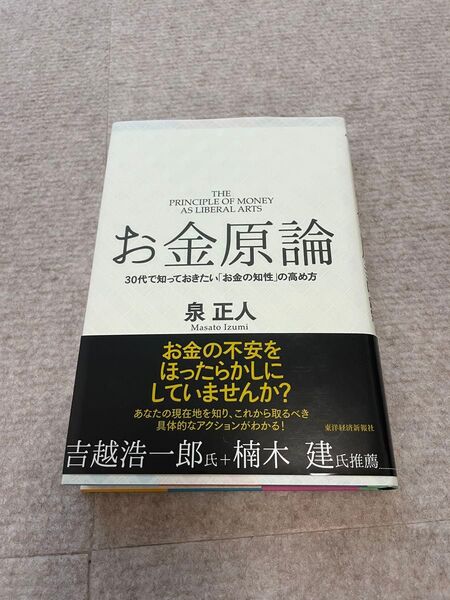 THE
PRINCIPLE OF MONEY
AS LIBERAL ARTS
お金原論
30代で知っておきたい「お金の知性」の高め方
泉 正人
Masato Izumi
お金の不安を
ほったらかしに
していませんか?
あなたの現在地を知り、これから取るべき
具体的なアクションがわかる!
東洋経済新報社
吉越浩一郎氏+楠木 建氏推薦